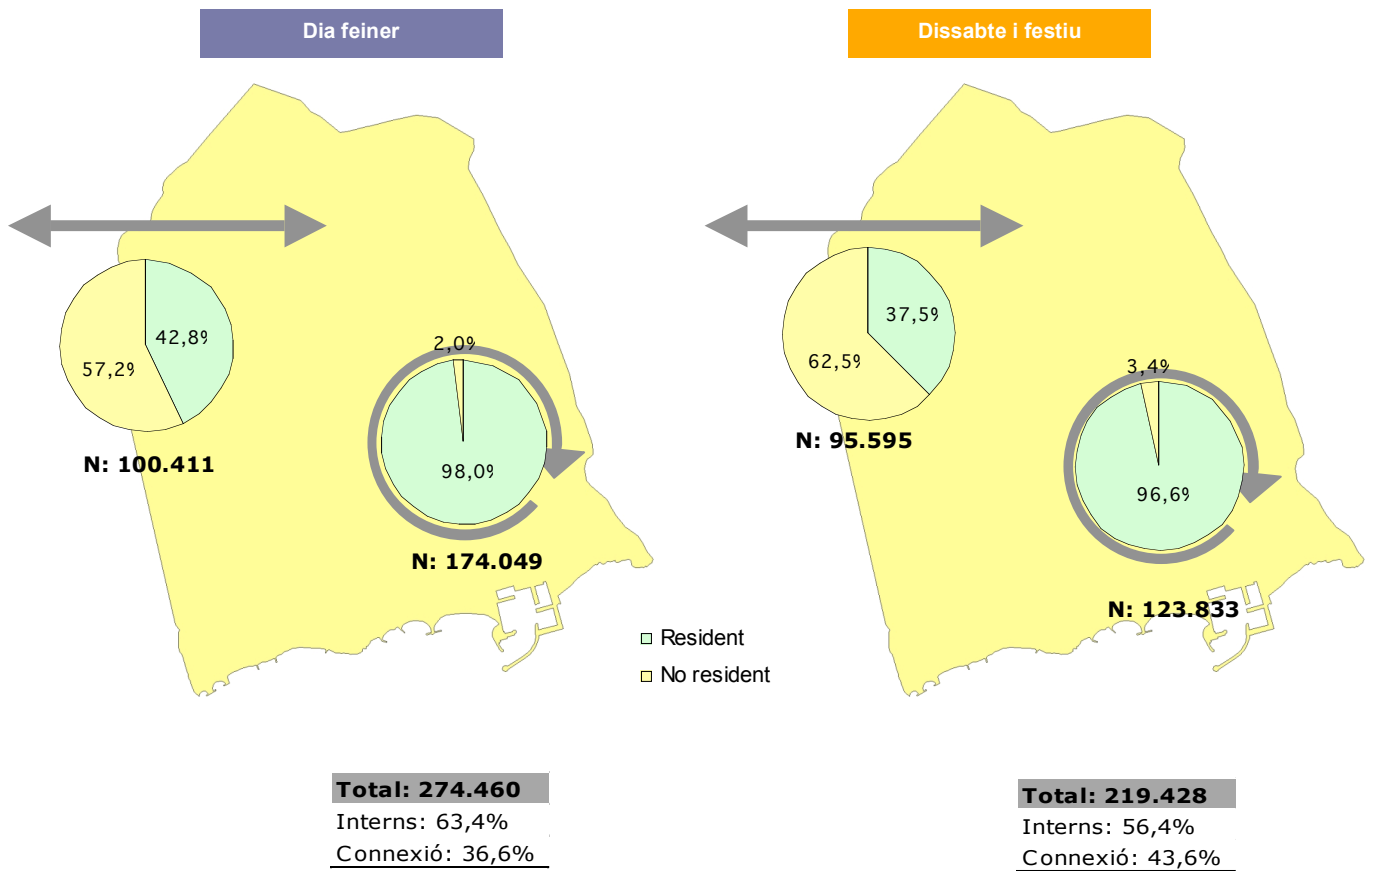 Dia feiner
Dissabte i festiu
42,8%
57,2%
N: 100.411
2,0%
98,0%
N: 174.049
37,5%
62,5%
N: 95.595
3,4%
96,6%
N: 123.833
Resident
No resident
Total: 274.460
Interns: 63,4%
Connexió: 36,6%
Total: 219.428
Interns: 56,4%
Connexió: 43,6%